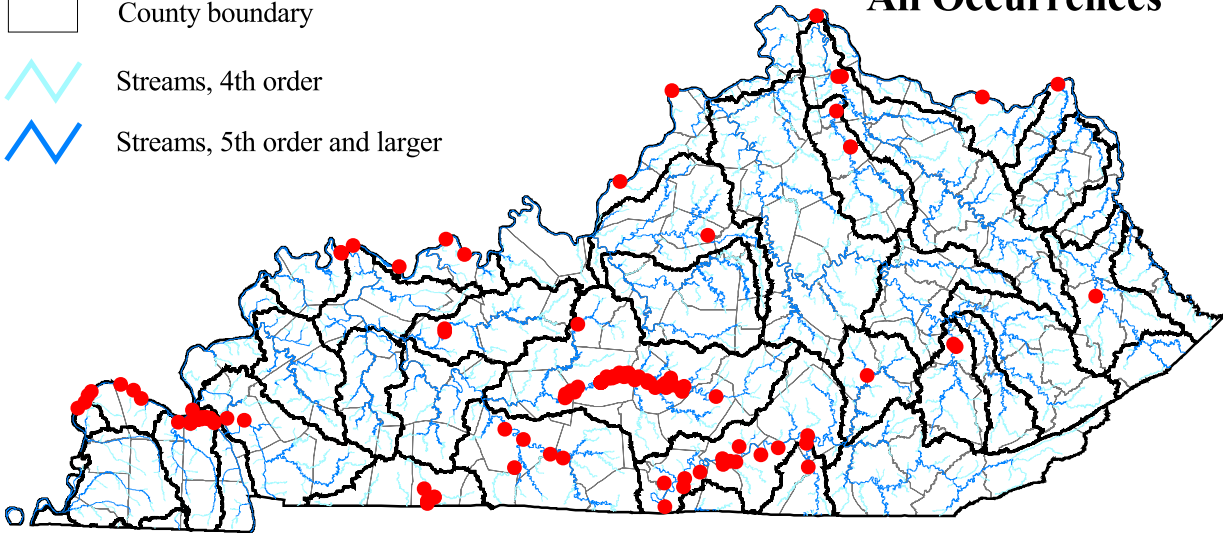 All Occurrences
County boundary
Streams, 4th order
Streams, 5th order and larger